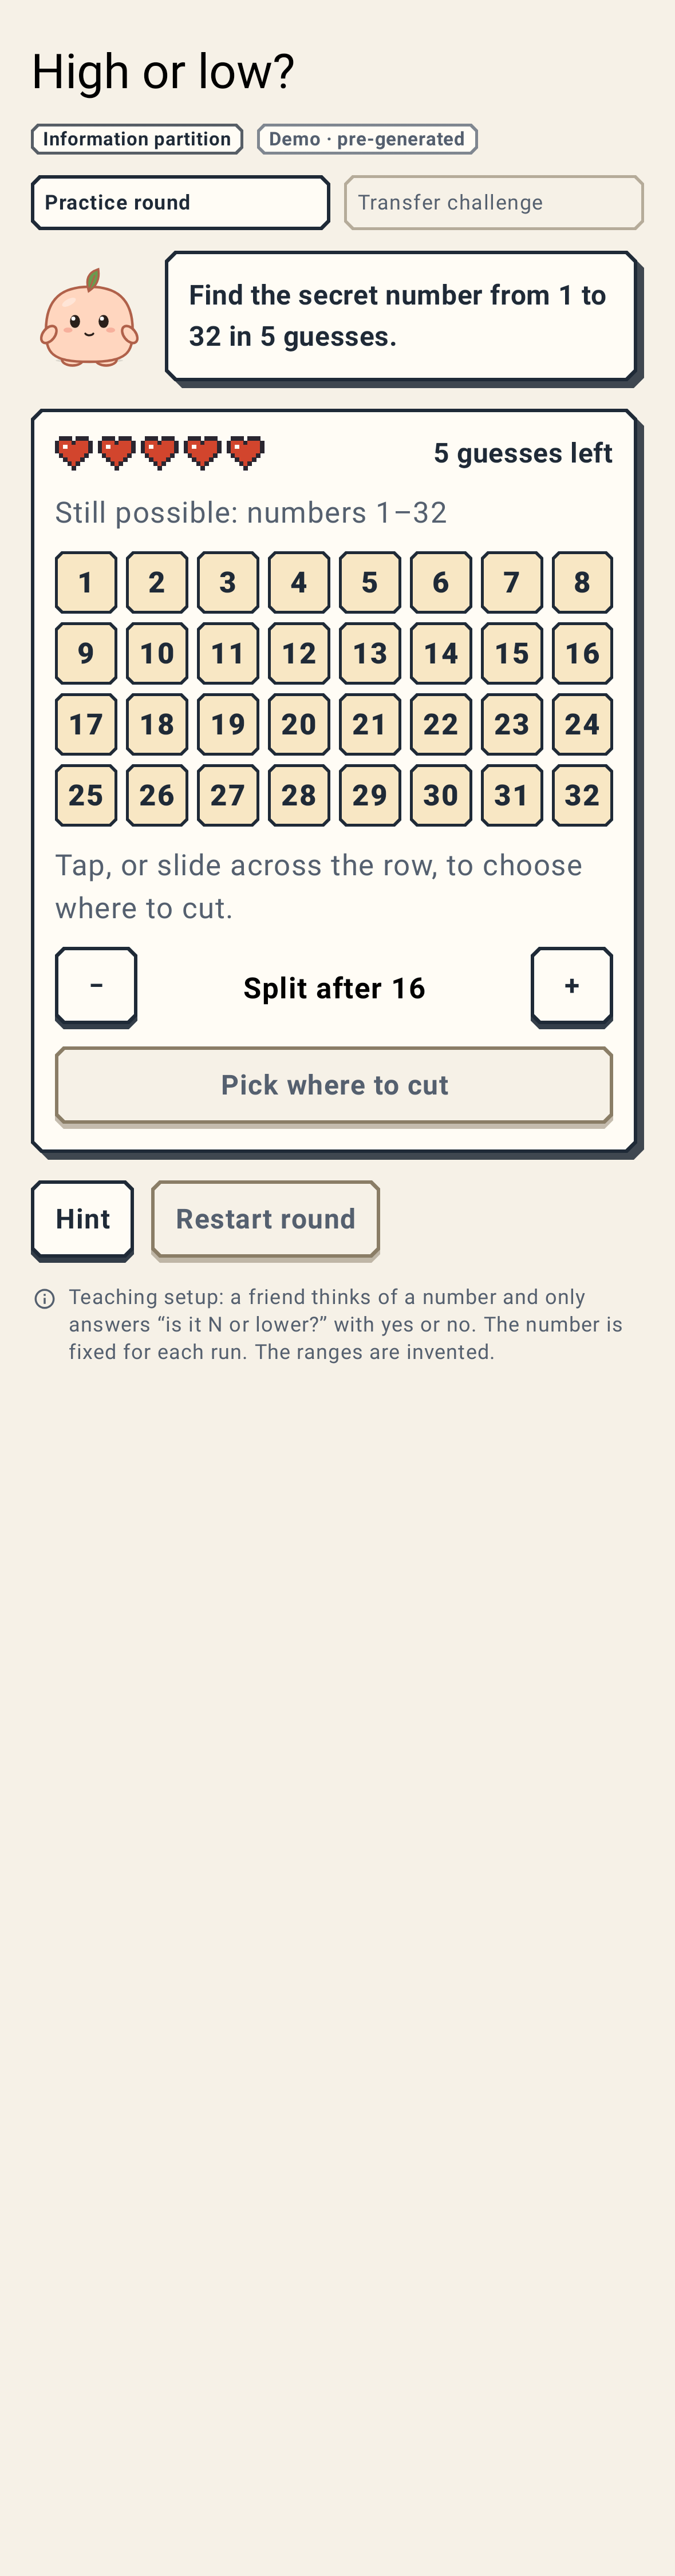 High or low?
Information partition
Demo · pre-generated
Practice round
Transfer challenge
Find the secret number from 1 to
32 in 5 guesses.
5 guesses left
Still possible: numbers 1–32
1 2 3 4 5 6 7 8
9 10 11 12 13 14 15 16
17 18 19 20 21 22 23 24
25 26 27 28 29 30 31 32
Tap, or slide across the row, to choose
where to cut.
− Split after 16 +
Pick where to cut
Hint
Restart round
Teaching setup: a friend thinks of a number and only
answers “is it N or lower?” with yes or no. The number is
fixed for each run. The ranges are invented.